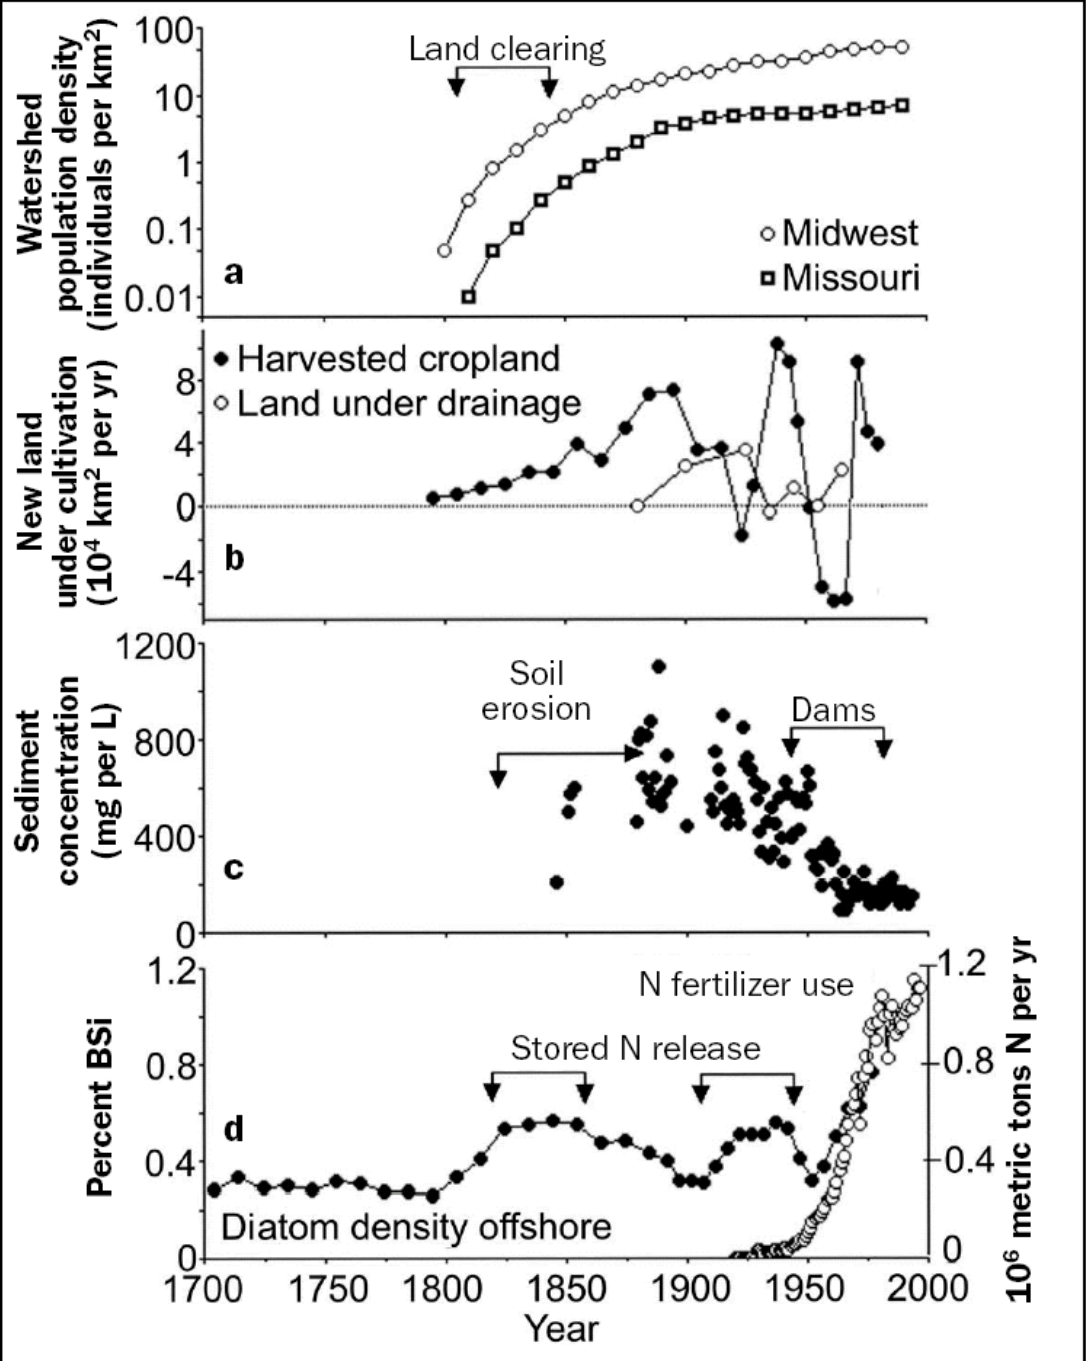 Watershed
population density
(individuals per km²)
100
10
1
0.1
0.01
Land clearing
Midwest
Missouri
a
New land
under cultivation
(10⁴ km² per yr)
8
4
0
-4
Harvested cropland
Land under drainage
b
Sediment
concentration
(mg per L)
1200
800
400
0
Soil
erosion
Dams
c
Percent BSi
1.2
0.8
0.4
0
N fertilizer use
Stored N release
d
Diatom density offshore
1.2
0.8
0.4
0
10⁶ metric tons N per yr
1700 1750 1800 1850 1900 1950 2000
Year